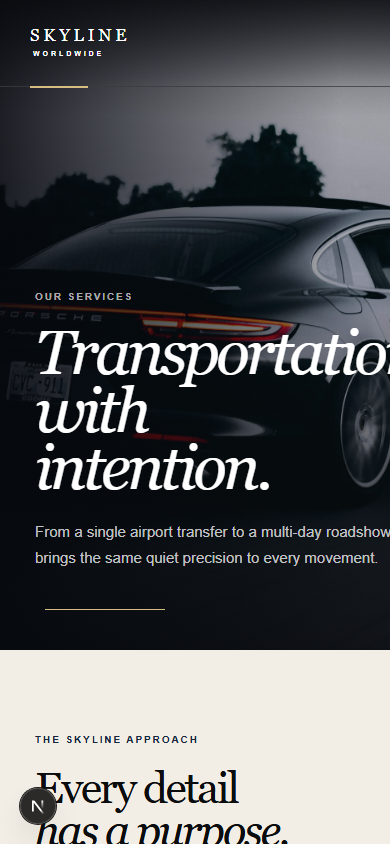 SKYLINE
WORLDWIDE
OUR SERVICES
PORSCHE
Transportation
with
intention.
From a single airport transfer to a multi-day roadshow
brings the same quiet precision to every movement.
THE SKYLINE APPROACH
Every detail
has a purpose.
N